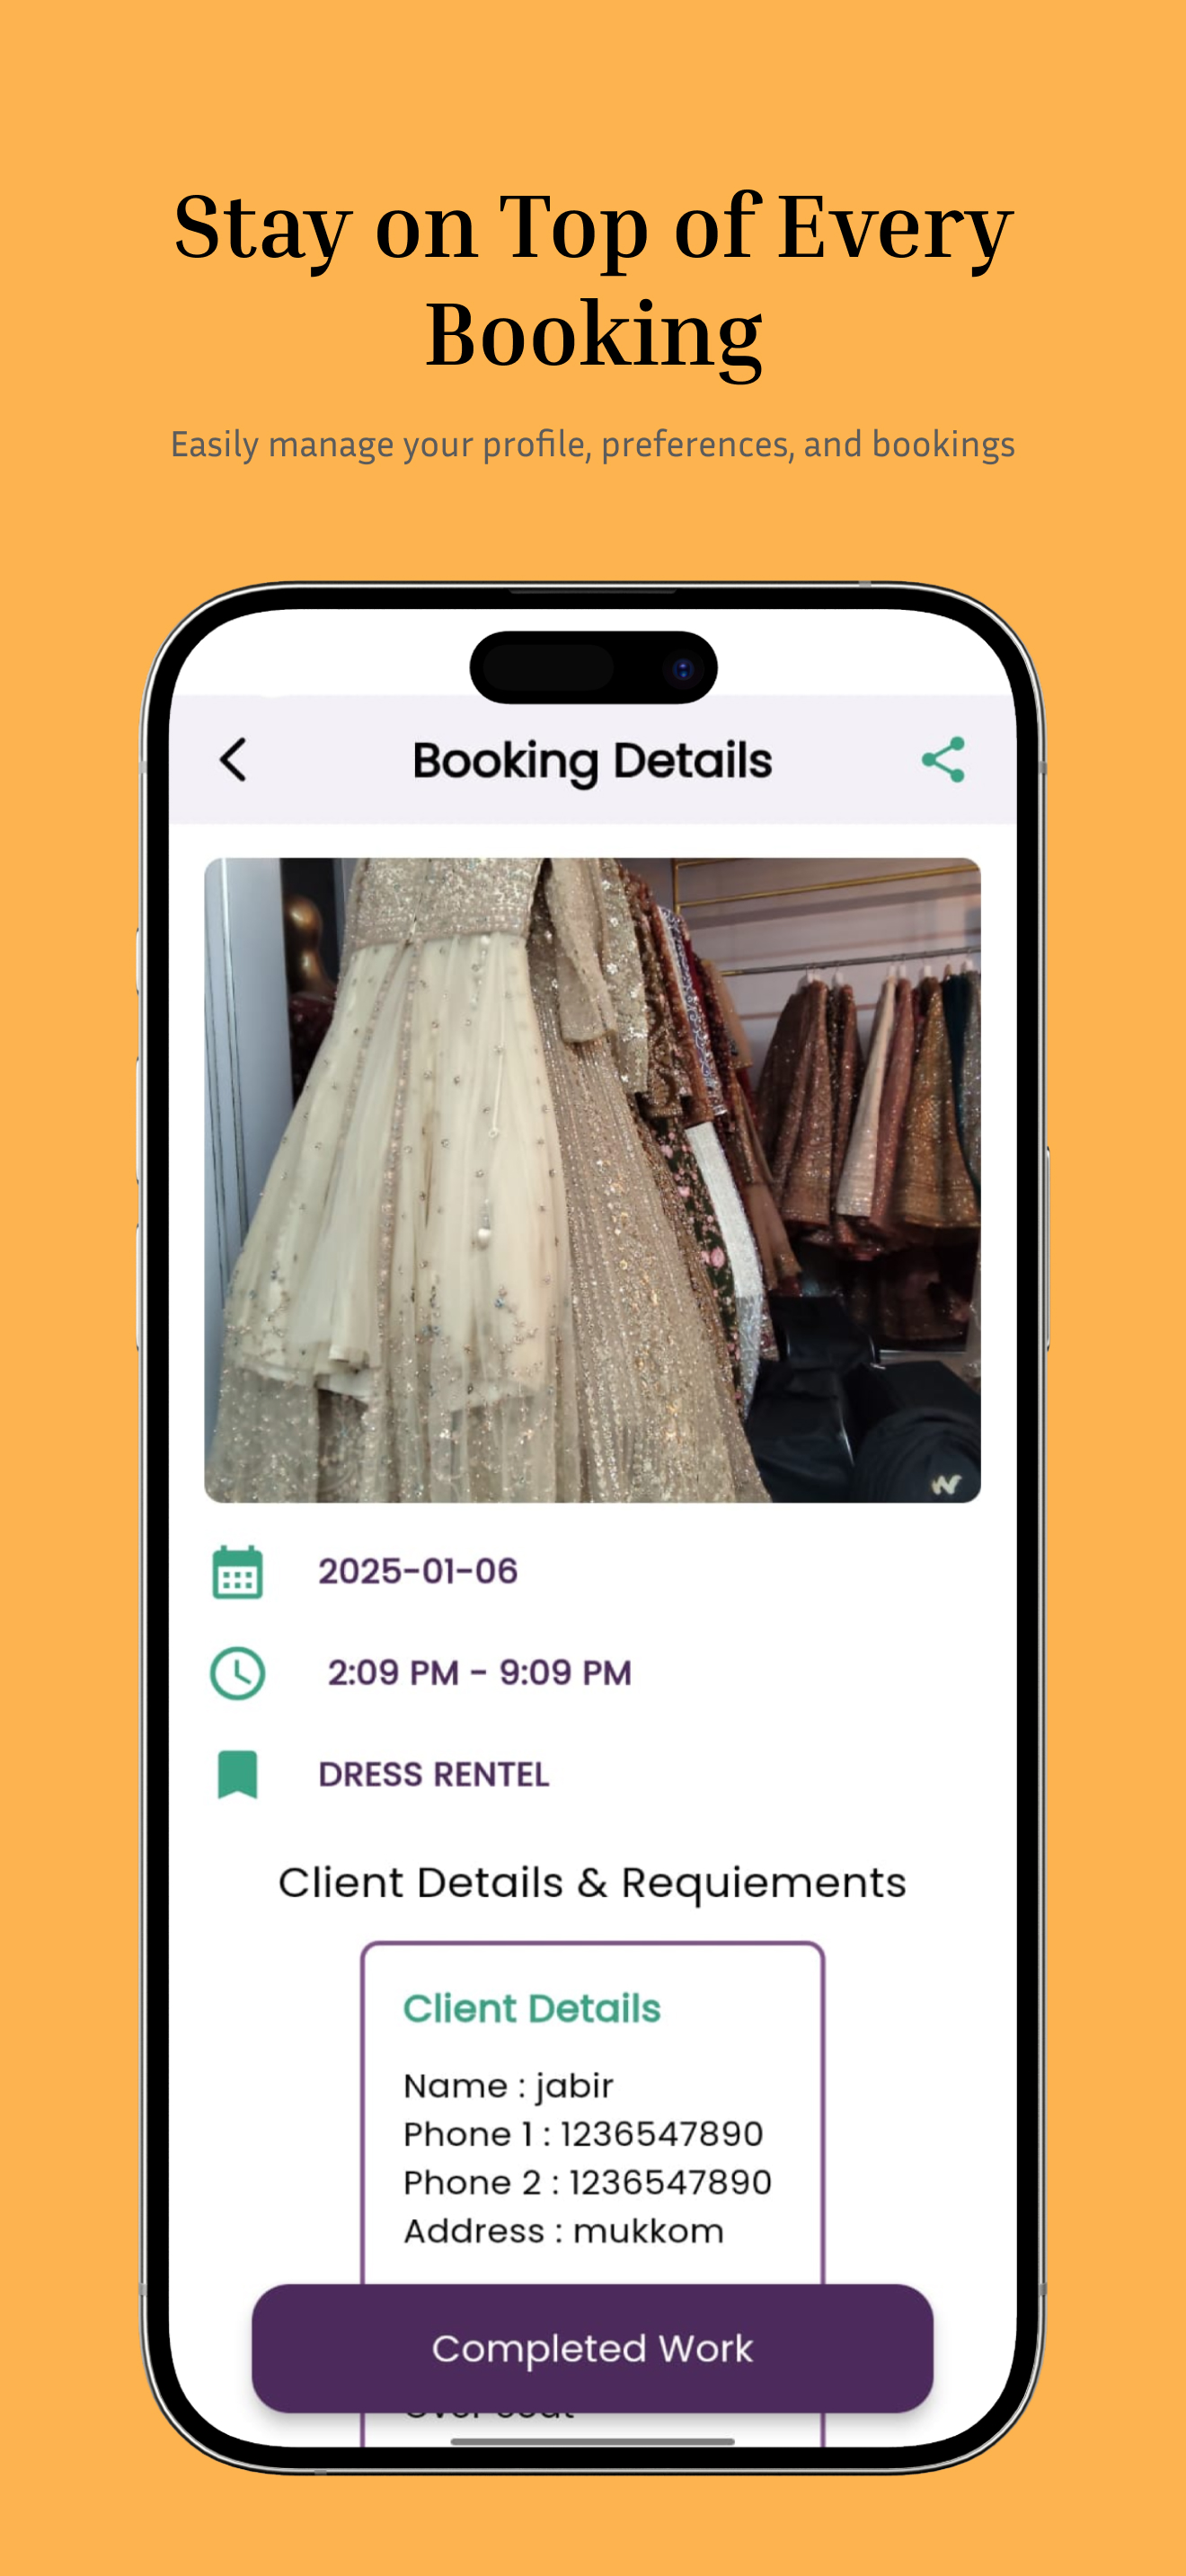 Stay on Top of Every
Booking
Easily manage your profile, preferences, and bookings
Booking Details
2025-01-06
2:09 PM - 9:09 PM
DRESS RENTEL
Client Details & Requiements
Client Details
Name : jabir
Phone 1 : 1236547890
Phone 2 : 1236547890
Address : mukkom
Completed Work